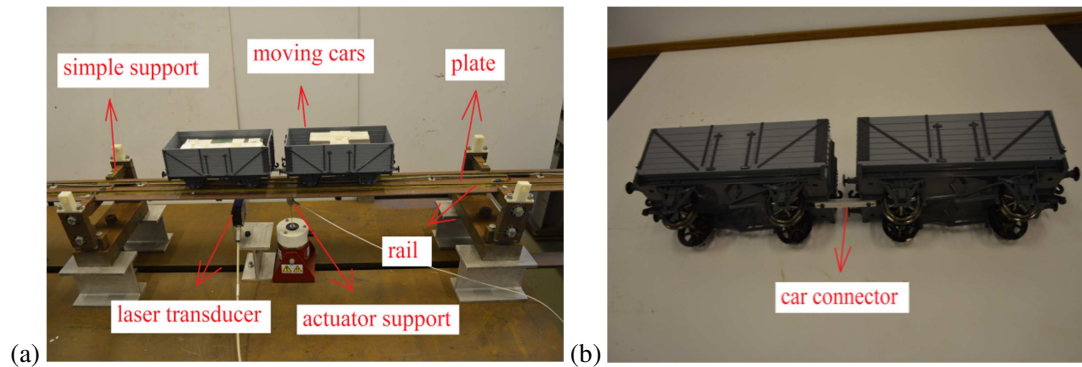 simple support
moving cars
plate
rail
laser transducer
actuator support
(a)
car connector
(b)